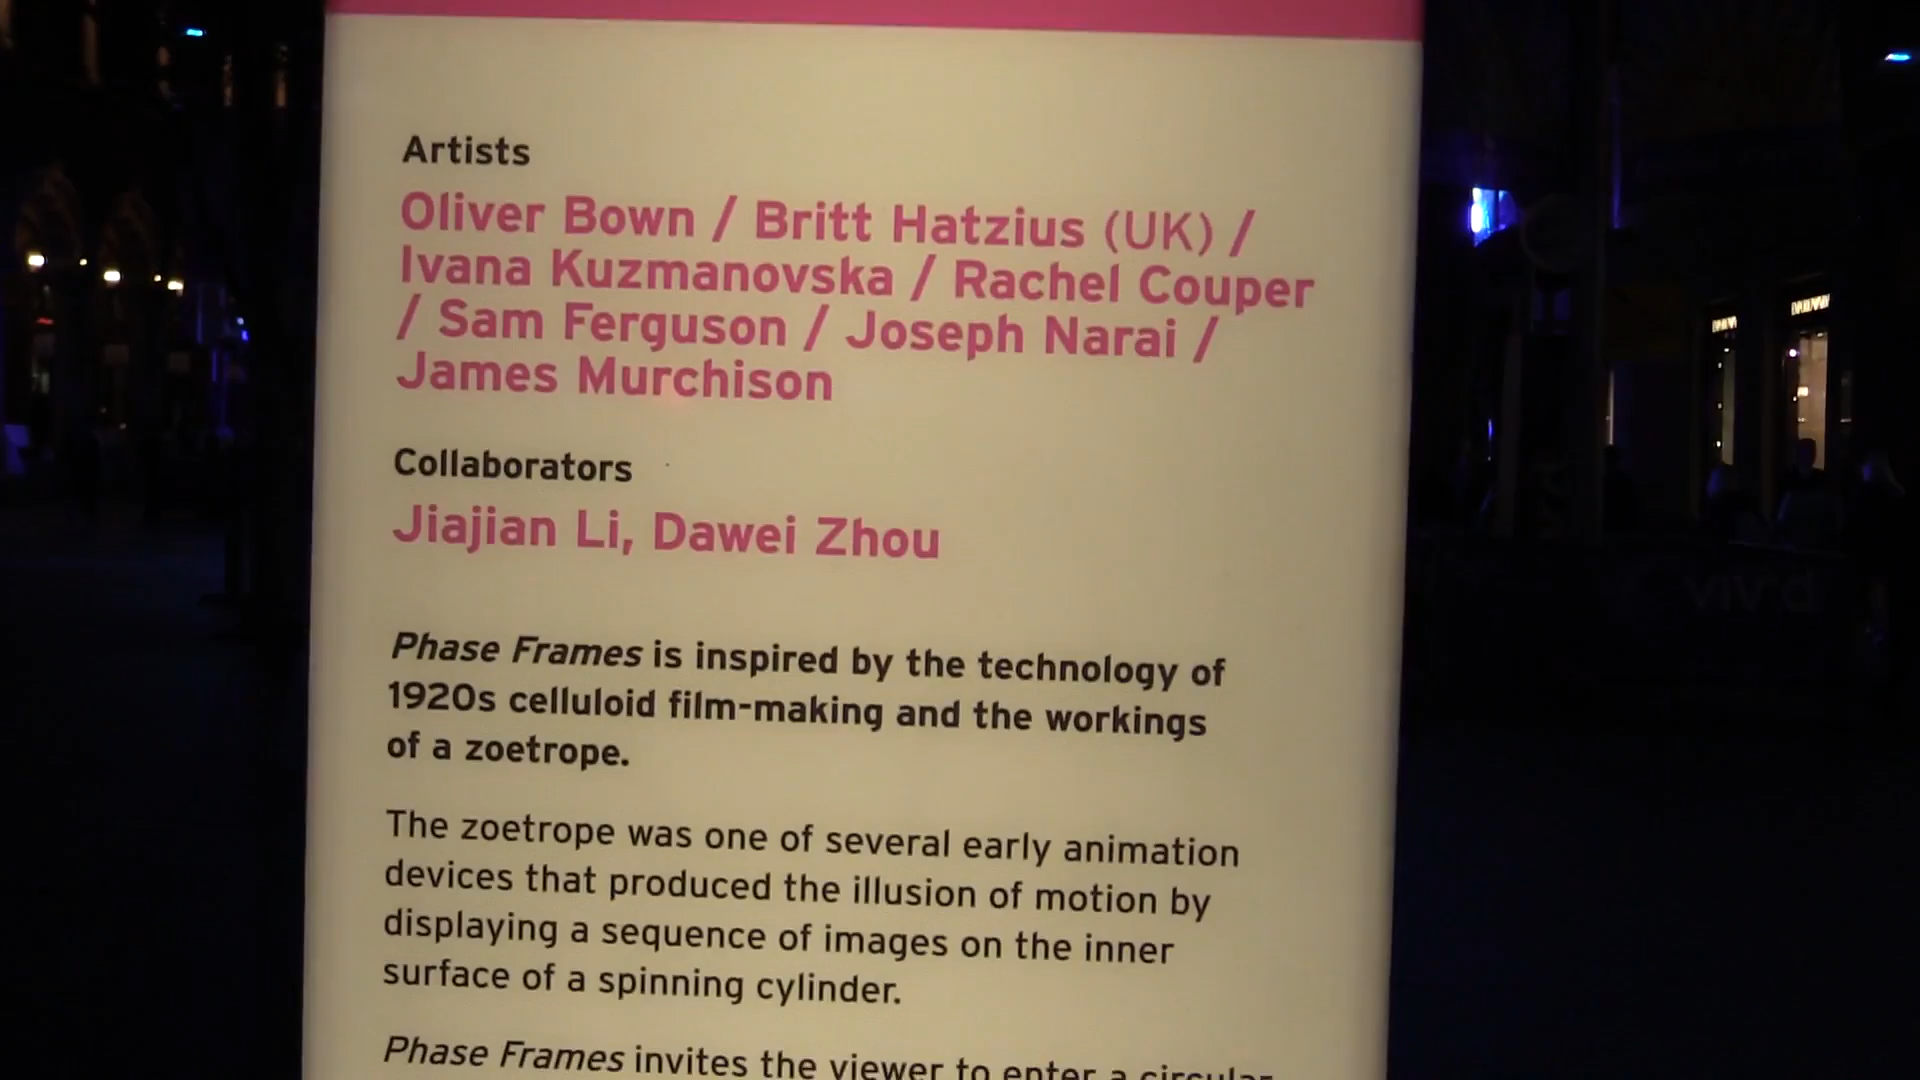 Artists
Oliver Bown / Britt Hatzius (UK) /
Ivana Kuzmanovska / Rachel Couper
/ Sam Ferguson / Joseph Narai /
James Murchison
Collaborators
Jiajian Li, Dawei Zhou
Phase Frames is inspired by the technology of
1920s celluloid film-making and the workings
of a zoetrope.
The zoetrope was one of several early animation
devices that produced the illusion of motion by
displaying a sequence of images on the inner
surface of a spinning cylinder.
Phase Frames invites the viewer to enter a circular
vivid